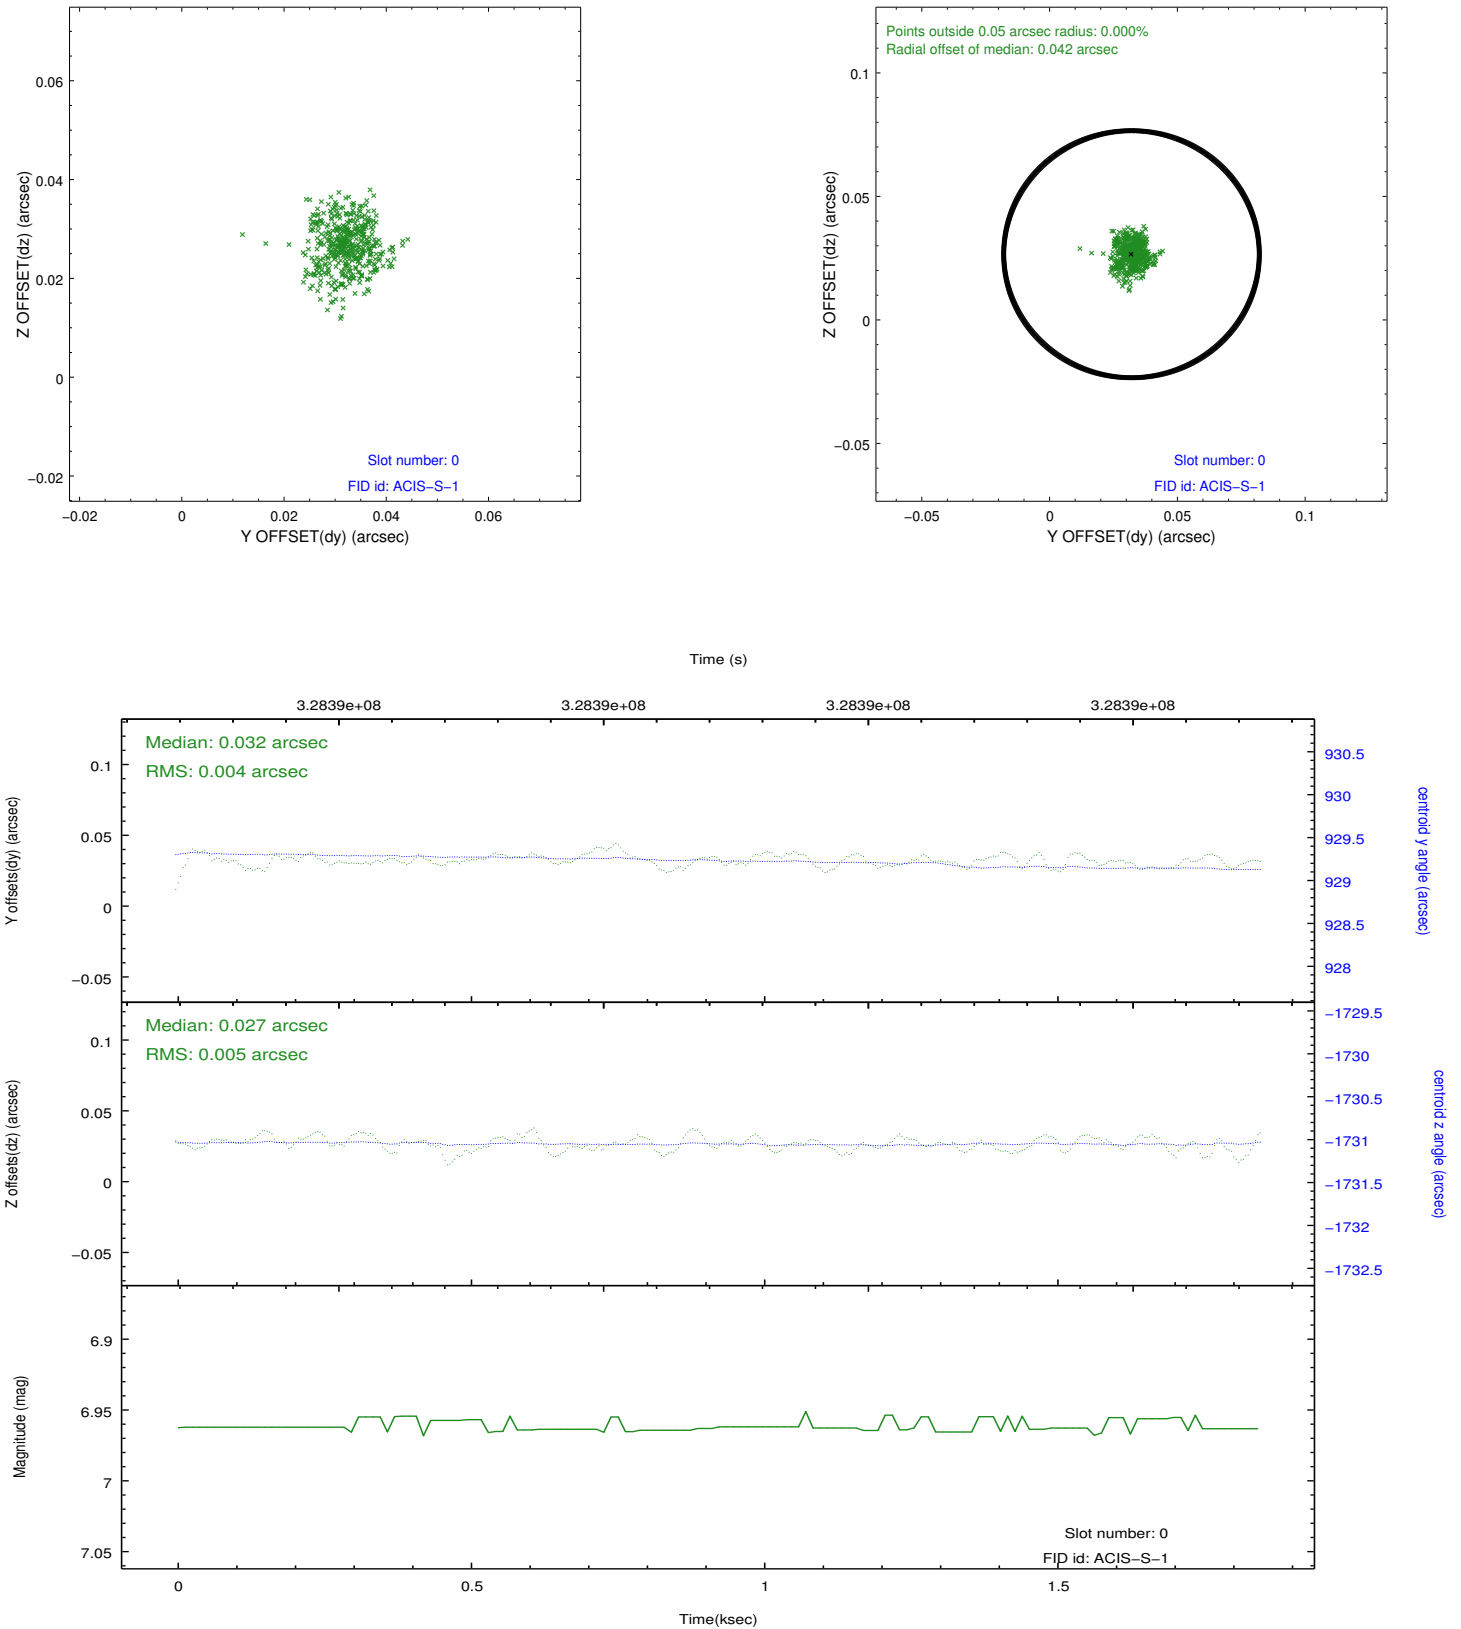 0.06
0.04
0.02
0
−0.02
Z OFFSET(dz) (arcsec)
Slot number: 0
FID id: ACIS−S−1
−0.02 0 0.02 0.04 0.06
Y OFFSET(dy) (arcsec)
Points outside 0.05 arcsec radius: 0.000%
Radial offset of median: 0.042 arcsec
0.1
0.05
0
−0.05
Z OFFSET(dz) (arcsec)
Slot number: 0
FID id: ACIS−S−1
−0.05 0 0.05 0.1
Y OFFSET(dy) (arcsec)
Time (s)
3.2839e+08 3.2839e+08 3.2839e+08 3.2839e+08
Median: 0.032 arcsec
RMS: 0.004 arcsec
0.1
0.05
0
−0.05
Y offsets(dy) (arcsec)
930.5
930
929.5
929
928.5
928
centroid y angle (arcsec)
Median: 0.027 arcsec
RMS: 0.005 arcsec
0.1
0.05
0
−0.05
Z offsets(dz) (arcsec)
−1729.5
−1730
−1730.5
−1731
−1731.5
−1732
−1732.5
centroid z angle (arcsec)
6.9
6.95
7
7.05
Magnitude (mag)
Slot number: 0
FID id: ACIS−S−1
0 0.5 1 1.5
Time(ksec)